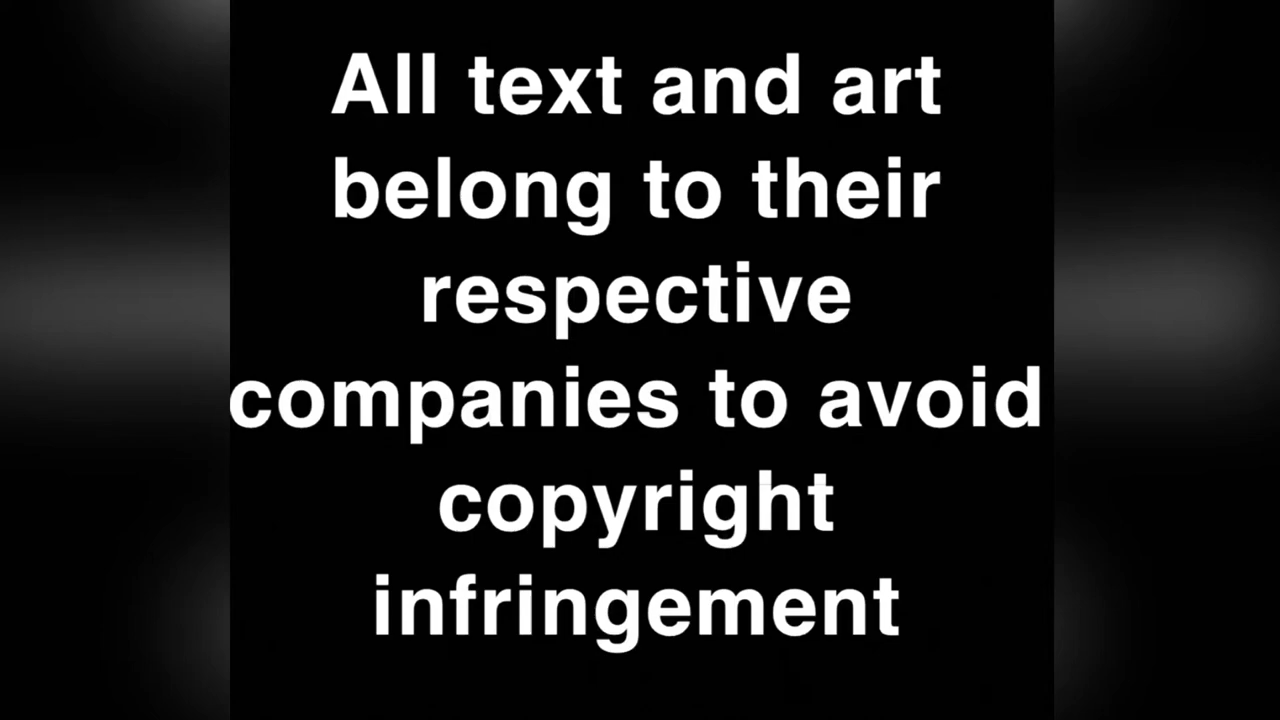 All text and art
belong to their
respective
companies to avoid
copyright
infringement